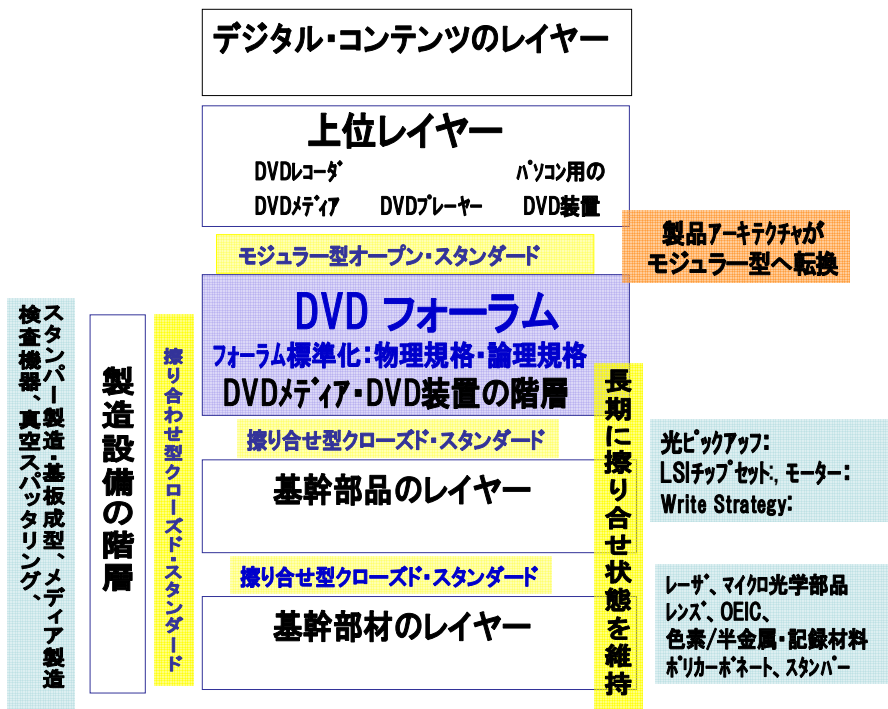 デジタル・コンテンツのレイヤー
上位レイヤー
DVDレコーダ
パソコン用の
DVDメディア
DVDプレーヤー
DVD装置
製品アーキテクチャが
モジュラー型へ転換
モジュラー型オープン・スタンダード
DVD フォーラム
フォーラム標準化:物理規格・論理規格
DVDメディア・DVD装置の階層
擦り合せ型クローズド・スタンダード
基幹部品のレイヤー
擦り合せ型クローズド・スタンダード
基幹部材のレイヤー
長期に擦り合せ状態を維持
光ピックアップ:
LSIチップセット:, モーター:
Write Strategy:
レーザ、マイクロ光学部品
レンズ、OEIC、
色素/半金属・記録材料
ポリカーボネート、スタンパー
擦り合わせ型クローズド・スタンダード
製造設備の階層
スタンパー製造・基板成型、メディア製造
検査機器、真空スパッタリング、